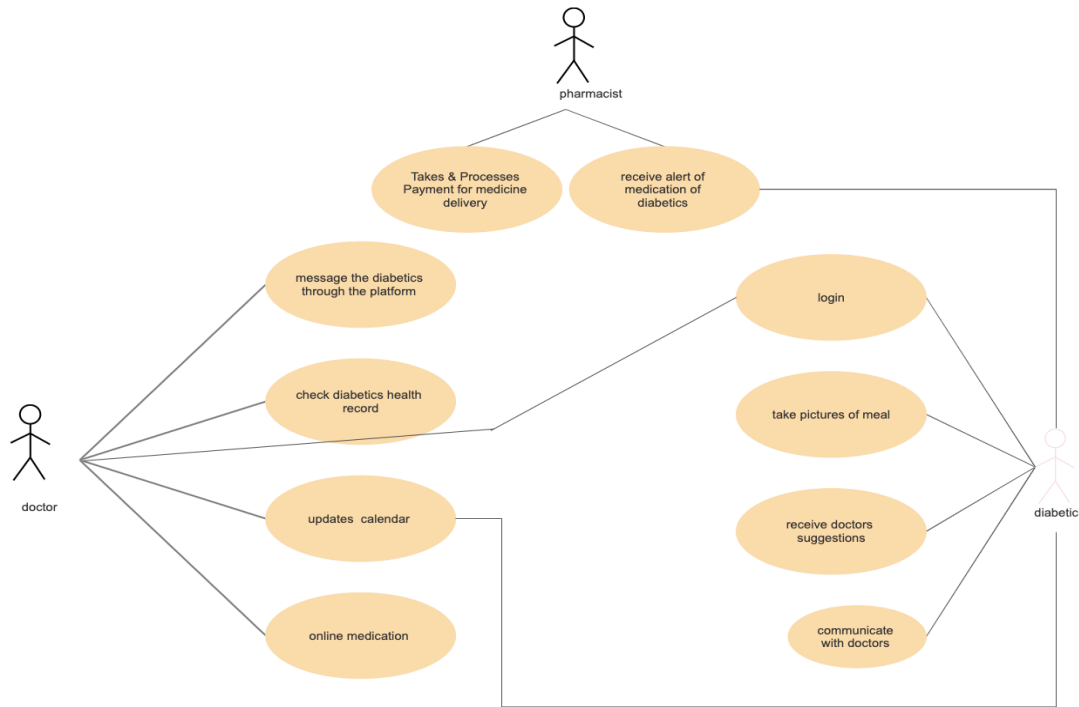 pharmacist
Takes & Processes
Payment for medicine
delivery
receive alert of
medication of
diabetics
message the diabetics
through the platform
login
check diabetics health
record
take pictures of meal
doctor
updates calendar
receive doctors
suggestions
diabetic
online medication
communicate
with doctors